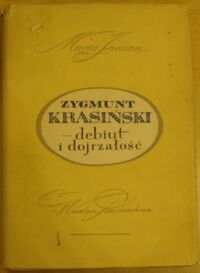 Maria Janion
ZYGMUNT
KRASIŃSKI
– debiut
i dojrzałość
Wiedza Powszechna